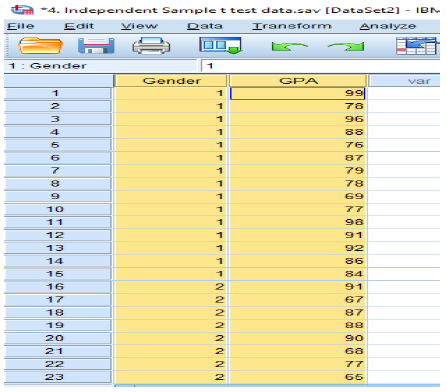 *4. Independent Sample t test data.sav [DataSet2] - IBM
File Edit View Data Transform Analyze
1 : Gender 1
Gender GPA var
1 1 99
2 1 78
3 1 96
4 1 88
5 1 76
6 1 87
7 1 79
8 1 78
9 1 69
10 1 77
11 1 98
12 1 91
13 1 92
14 1 86
15 1 84
16 2 91
17 2 67
18 2 87
19 2 88
20 2 90
21 2 68
22 2 77
23 2 65